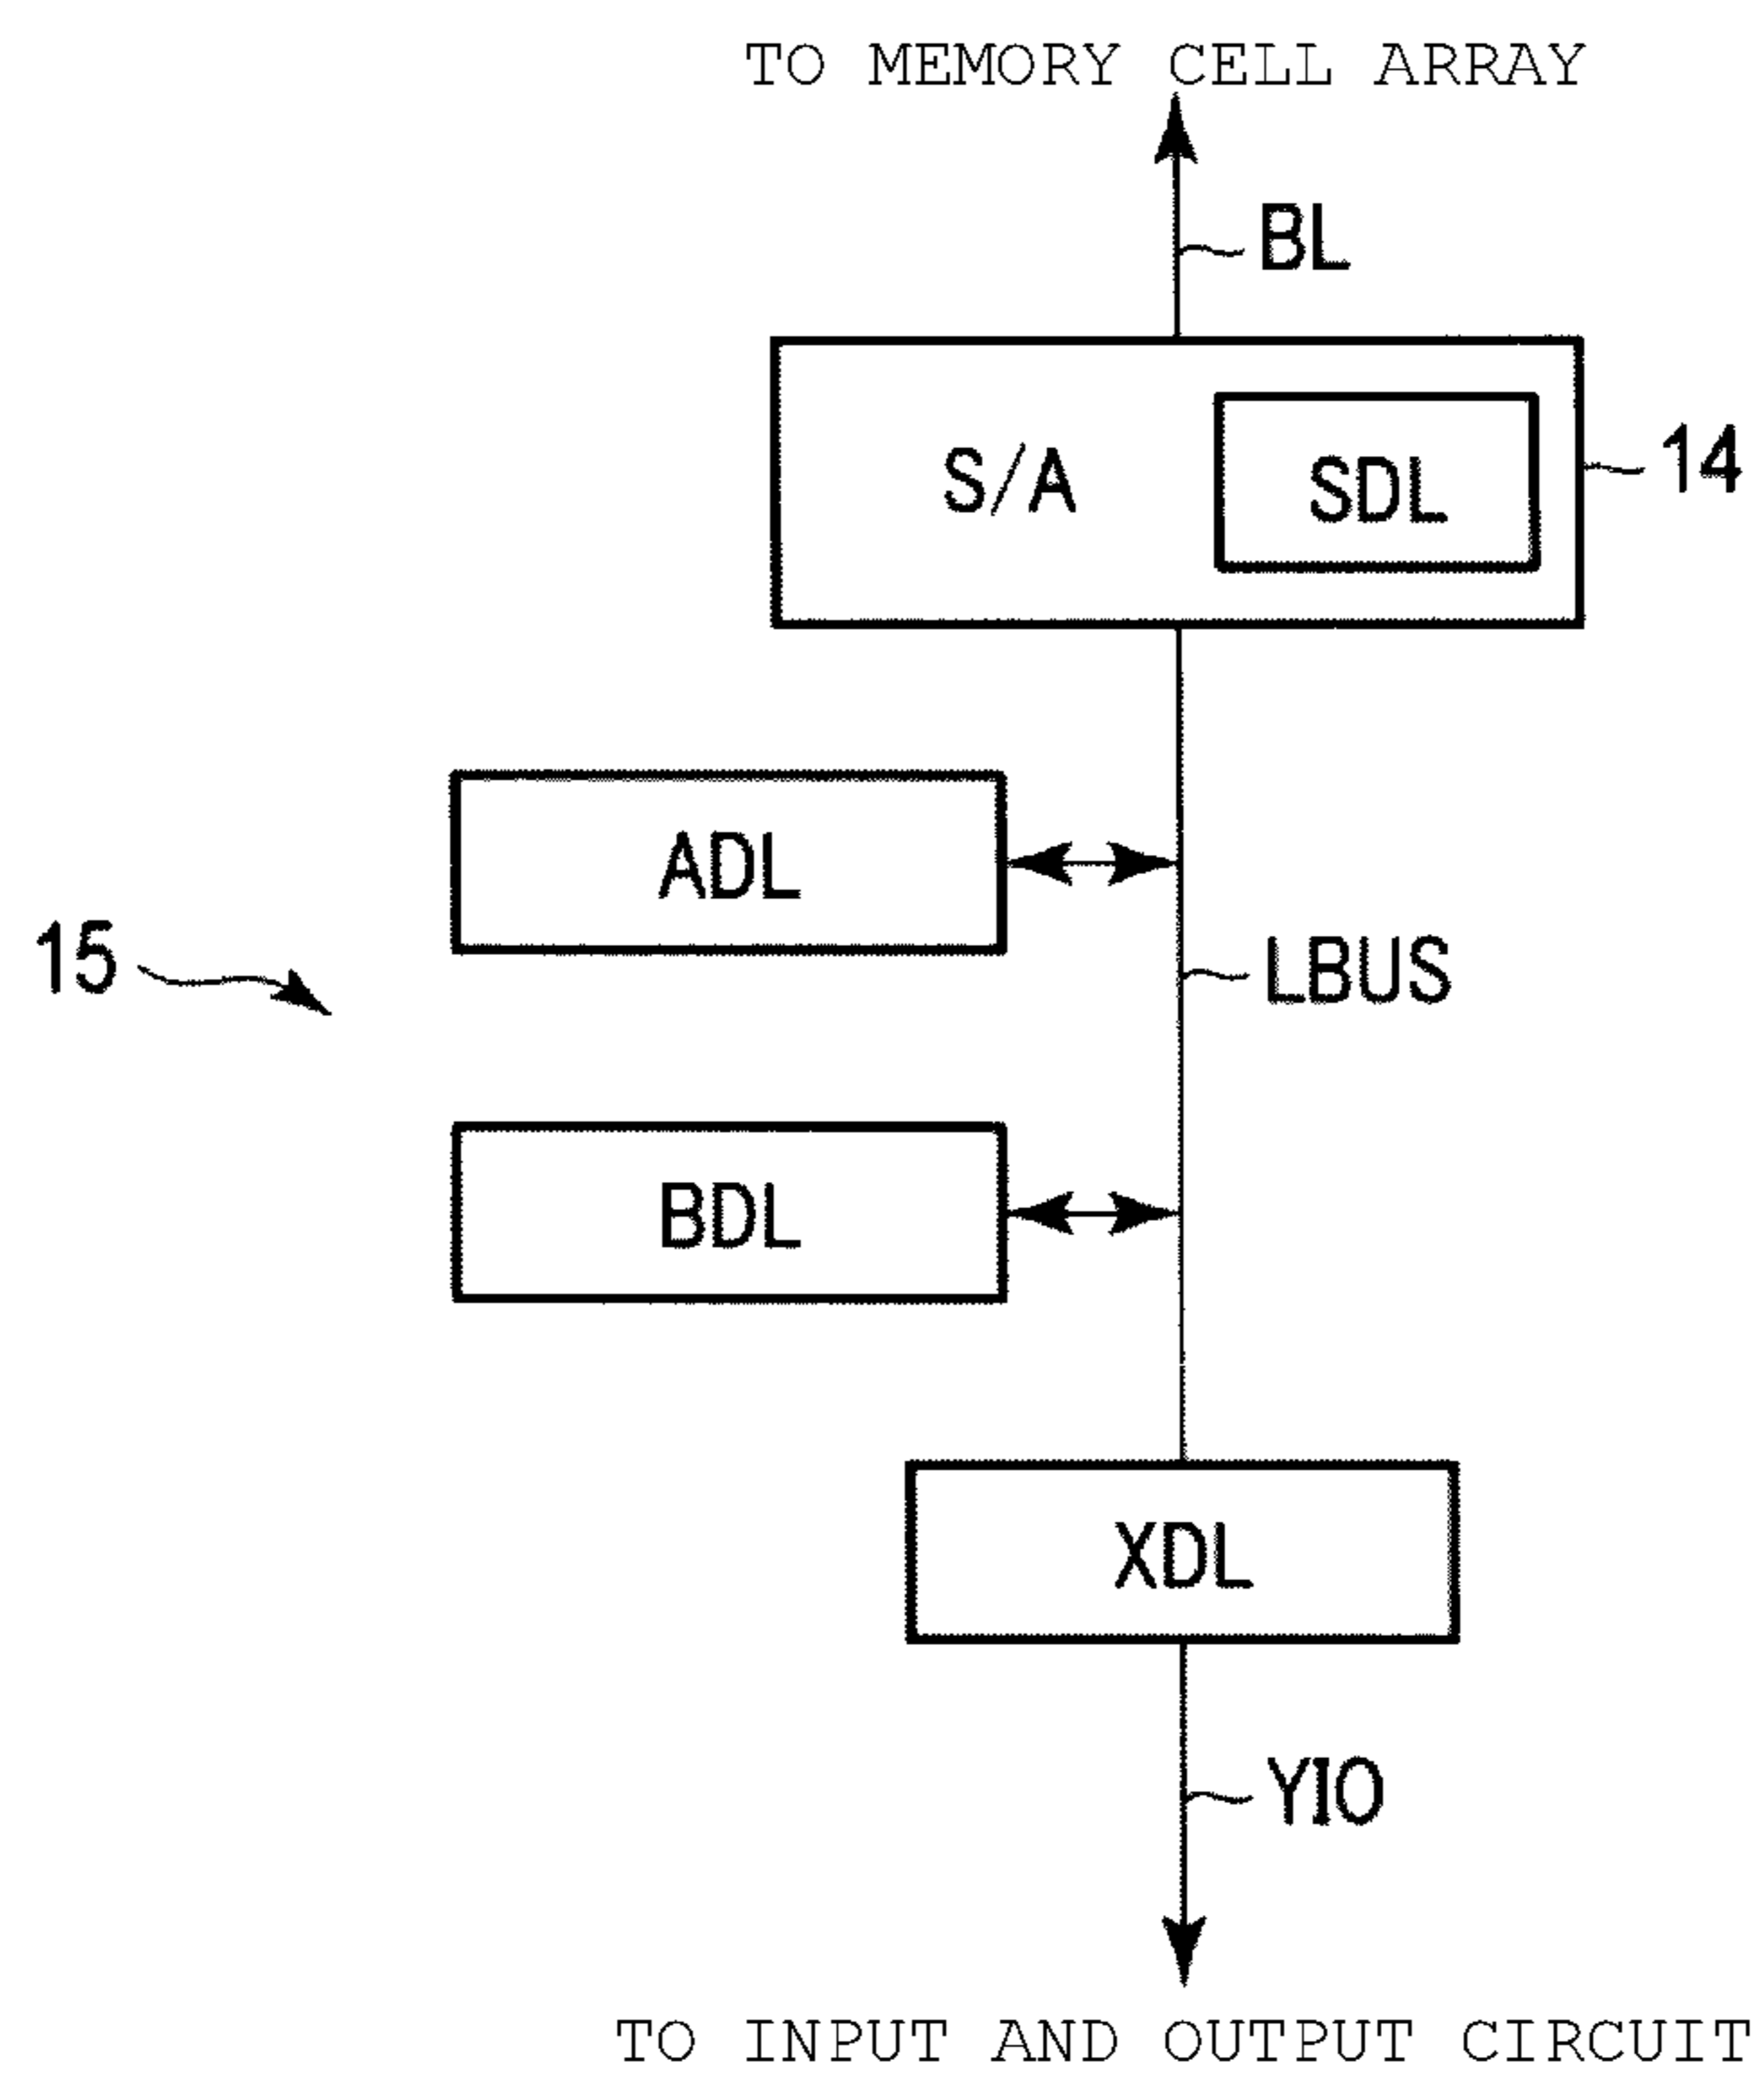 TO MEMORY CELL ARRAY
BL
S/A
SDL
14
ADL
15
LBUS
BDL
XDL
YIO
TO INPUT AND OUTPUT CIRCUIT